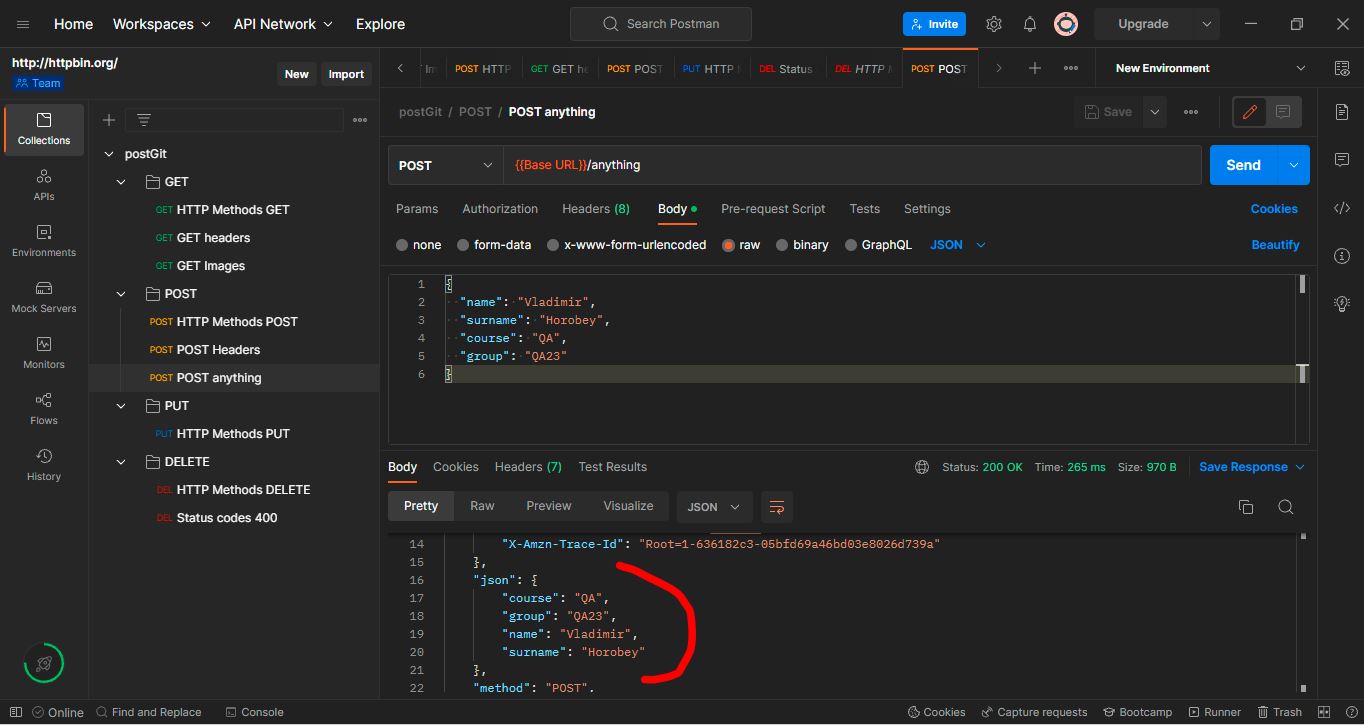 Home Workspaces API Network Explore Search Postman Invite Upgrade
http://httpbin.org/
Team
New Import
POST HTTP GET GET he POST POST PUT HTTP DEL Status DEL HTTP POST POST New Environment
Collections
APIs
Environments
Mock Servers
Monitors
Flows
History
postGit
GET
GET HTTP Methods GET
GET GET headers
GET GET Images
POST
POST HTTP Methods POST
POST POST Headers
POST POST anything
PUT
PUT HTTP Methods PUT
DELETE
DEL HTTP Methods DELETE
DEL Status codes 400
postGit / POST / POST anything Save
POST {{Base URL}}/anything Send
Params Authorization Headers (8) Body Pre-request Script Tests Settings Cookies
none form-data x-www-form-urlencoded raw binary GraphQL JSON Beautify
1 {
2 "name": "Vladimir",
3 "surname": "Horobey",
4 "course": "QA",
5 "group": "QA23"
6 }
Body Cookies Headers (7) Test Results Status: 200 OK Time: 265 ms Size: 970 B Save Response
Pretty Raw Preview Visualize JSON
14 "X-Amzn-Trace-Id": "Root=1-636182c3-05bfd69a46bd03e8026d739a"
15 },
16 "json": {
17 "course": "QA",
18 "group": "QA23",
19 "name": "Vladimir",
20 "surname": "Horobey"
21 },
22 "method": "POST",
Online Find and Replace Console Cookies Capture requests Bootcamp Runner Trash